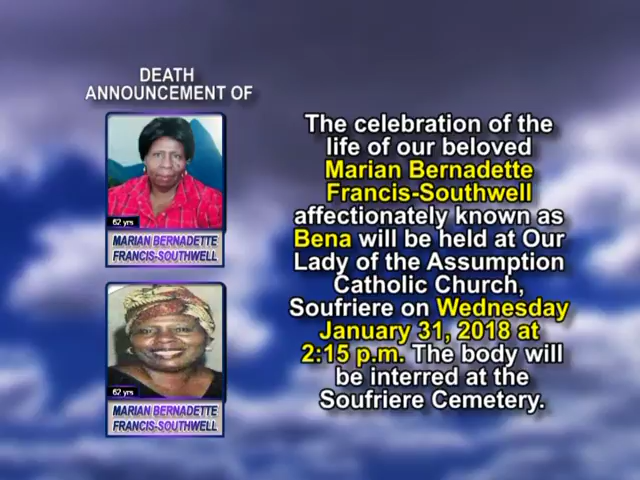 DEATH
ANNOUNCEMENT OF
62 yrs
MARIAN BERNADETTE
FRANCIS-SOUTHWELL
62 yrs
MARIAN BERNADETTE
FRANCIS-SOUTHWELL
The celebration of the
life of our beloved
Marian Bernadette
Francis-Southwell
affectionately known as
Bena will be held at Our
Lady of the Assumption
Catholic Church,
Soufriere on Wednesday
January 31, 2018 at
2:15 p.m. The body will
be interred at the
Soufriere Cemetery.